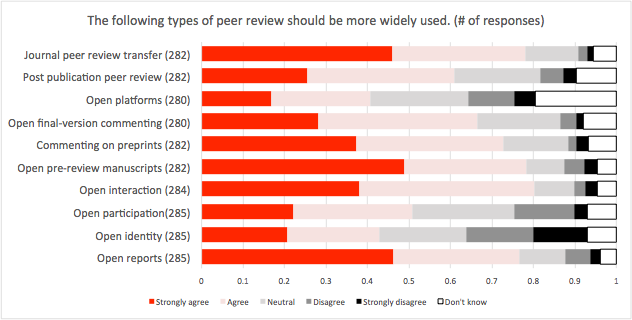 The following types of peer review should be more widely used. (# of responses)
Journal peer review transfer (282)
Post publication peer review (282)
Open platforms (280)
Open final-version commenting (280)
Commenting on preprints (282)
Open pre-review manuscripts (282)
Open interaction (284)
Open participation(285)
Open identity (285)
Open reports (285)
0 0.1 0.2 0.3 0.4 0.5 0.6 0.7 0.8 0.9 1
Strongly agree Agree Neutral Disagree Strongly disagree Don't know